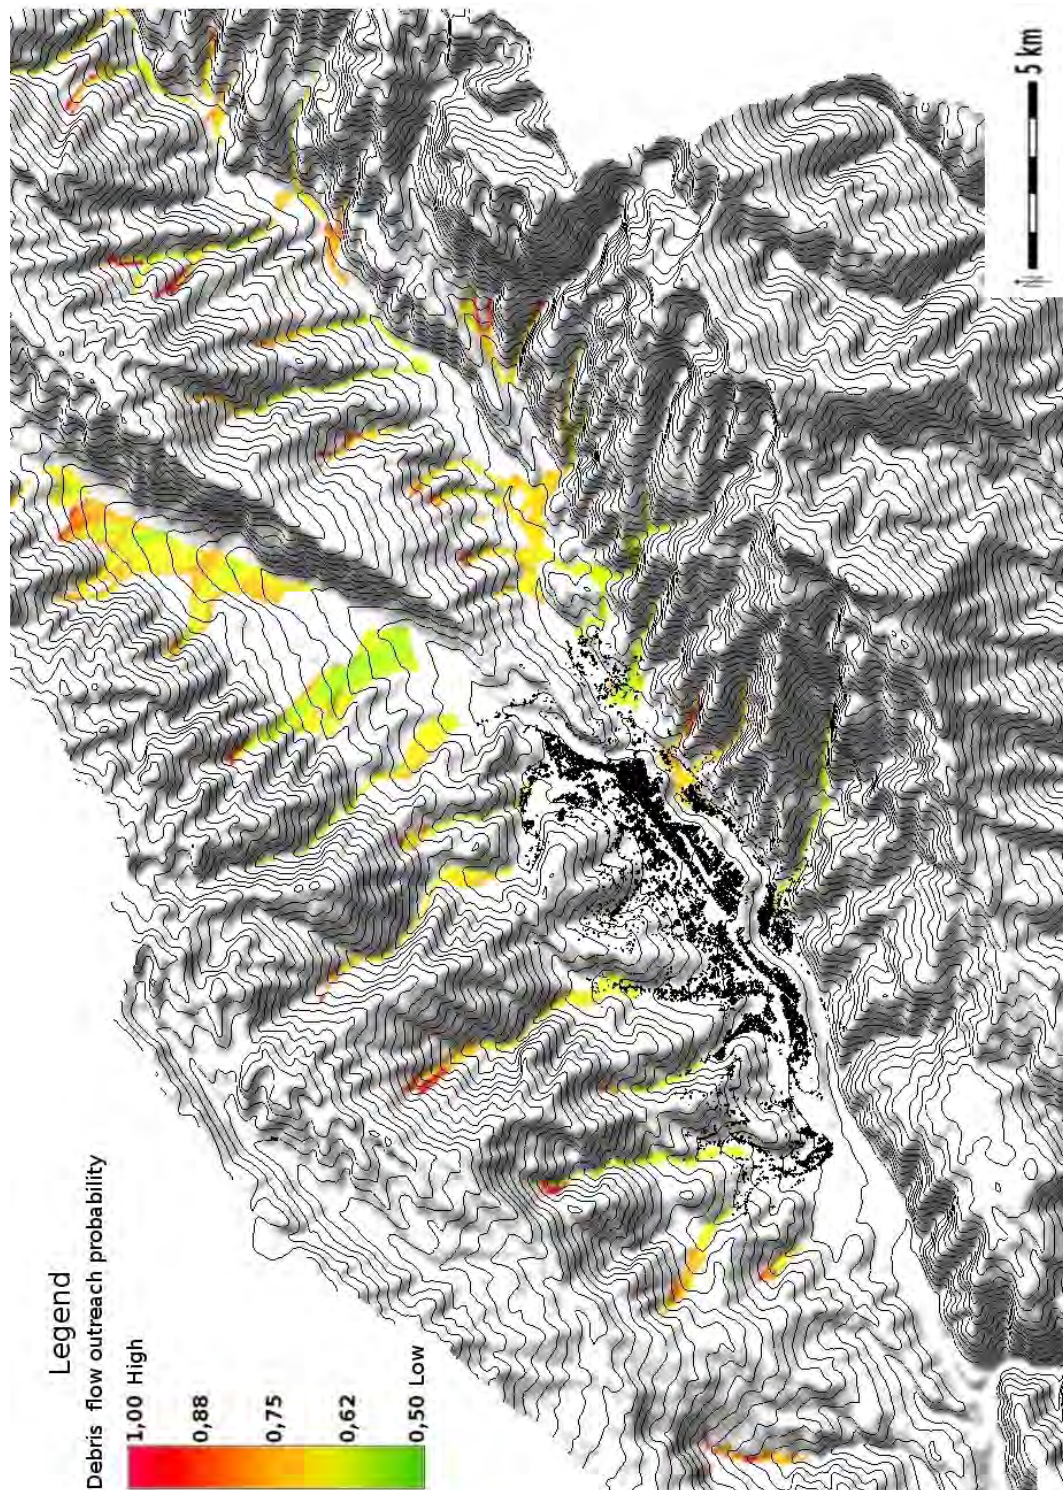 Legend
Debris flow outreach probability
1,00 High
0,88
0,75
0,62
0,50 Low
N
5 km